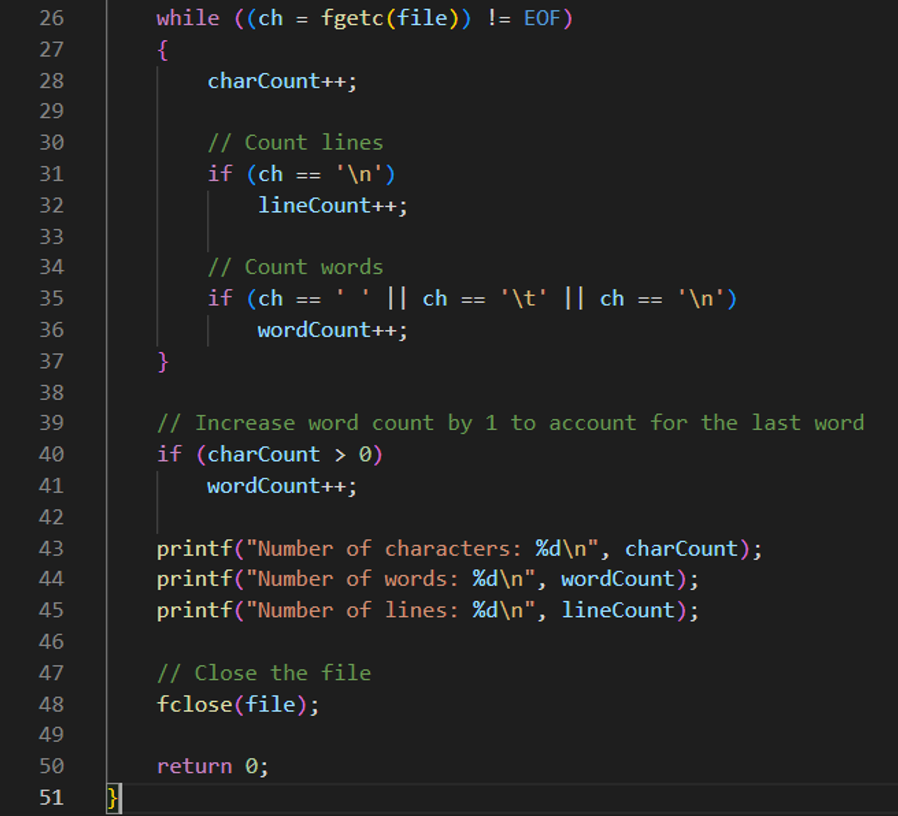 26 while ((ch = fgetc(file)) != EOF)
27 {
28 charCount++;
29
30 // Count lines
31 if (ch == '\n')
32 lineCount++;
33
34 // Count words
35 if (ch == ' ' || ch == '\t' || ch == '\n')
36 wordCount++;
37 }
38
39 // Increase word count by 1 to account for the last word
40 if (charCount > 0)
41 wordCount++;
42
43 printf("Number of characters: %d\n", charCount);
44 printf("Number of words: %d\n", wordCount);
45 printf("Number of lines: %d\n", lineCount);
46
47 // Close the file
48 fclose(file);
49
50 return 0;
51 }